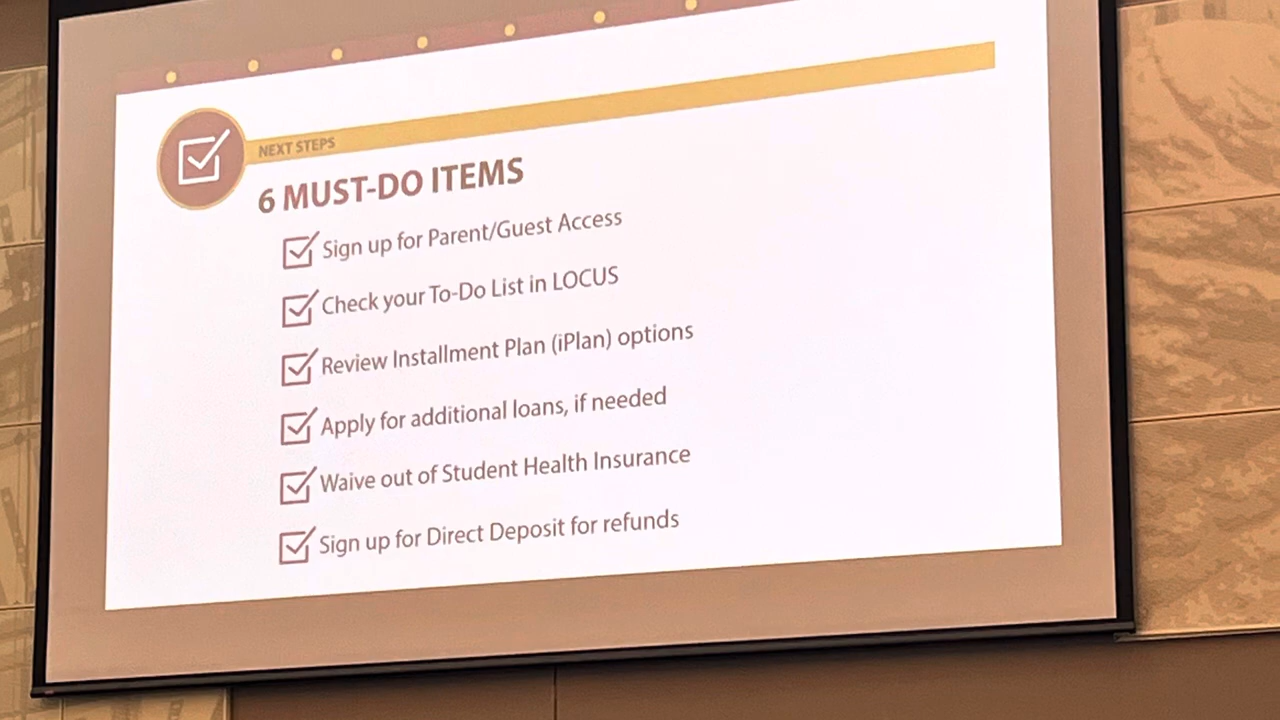 NEXT STEPS
6 MUST-DO ITEMS
Sign up for Parent/Guest Access
Check your To-Do List in LOCUS
Review Installment Plan (iPlan) options
Apply for additional loans, if needed
Waive out of Student Health Insurance
Sign up for Direct Deposit for refunds